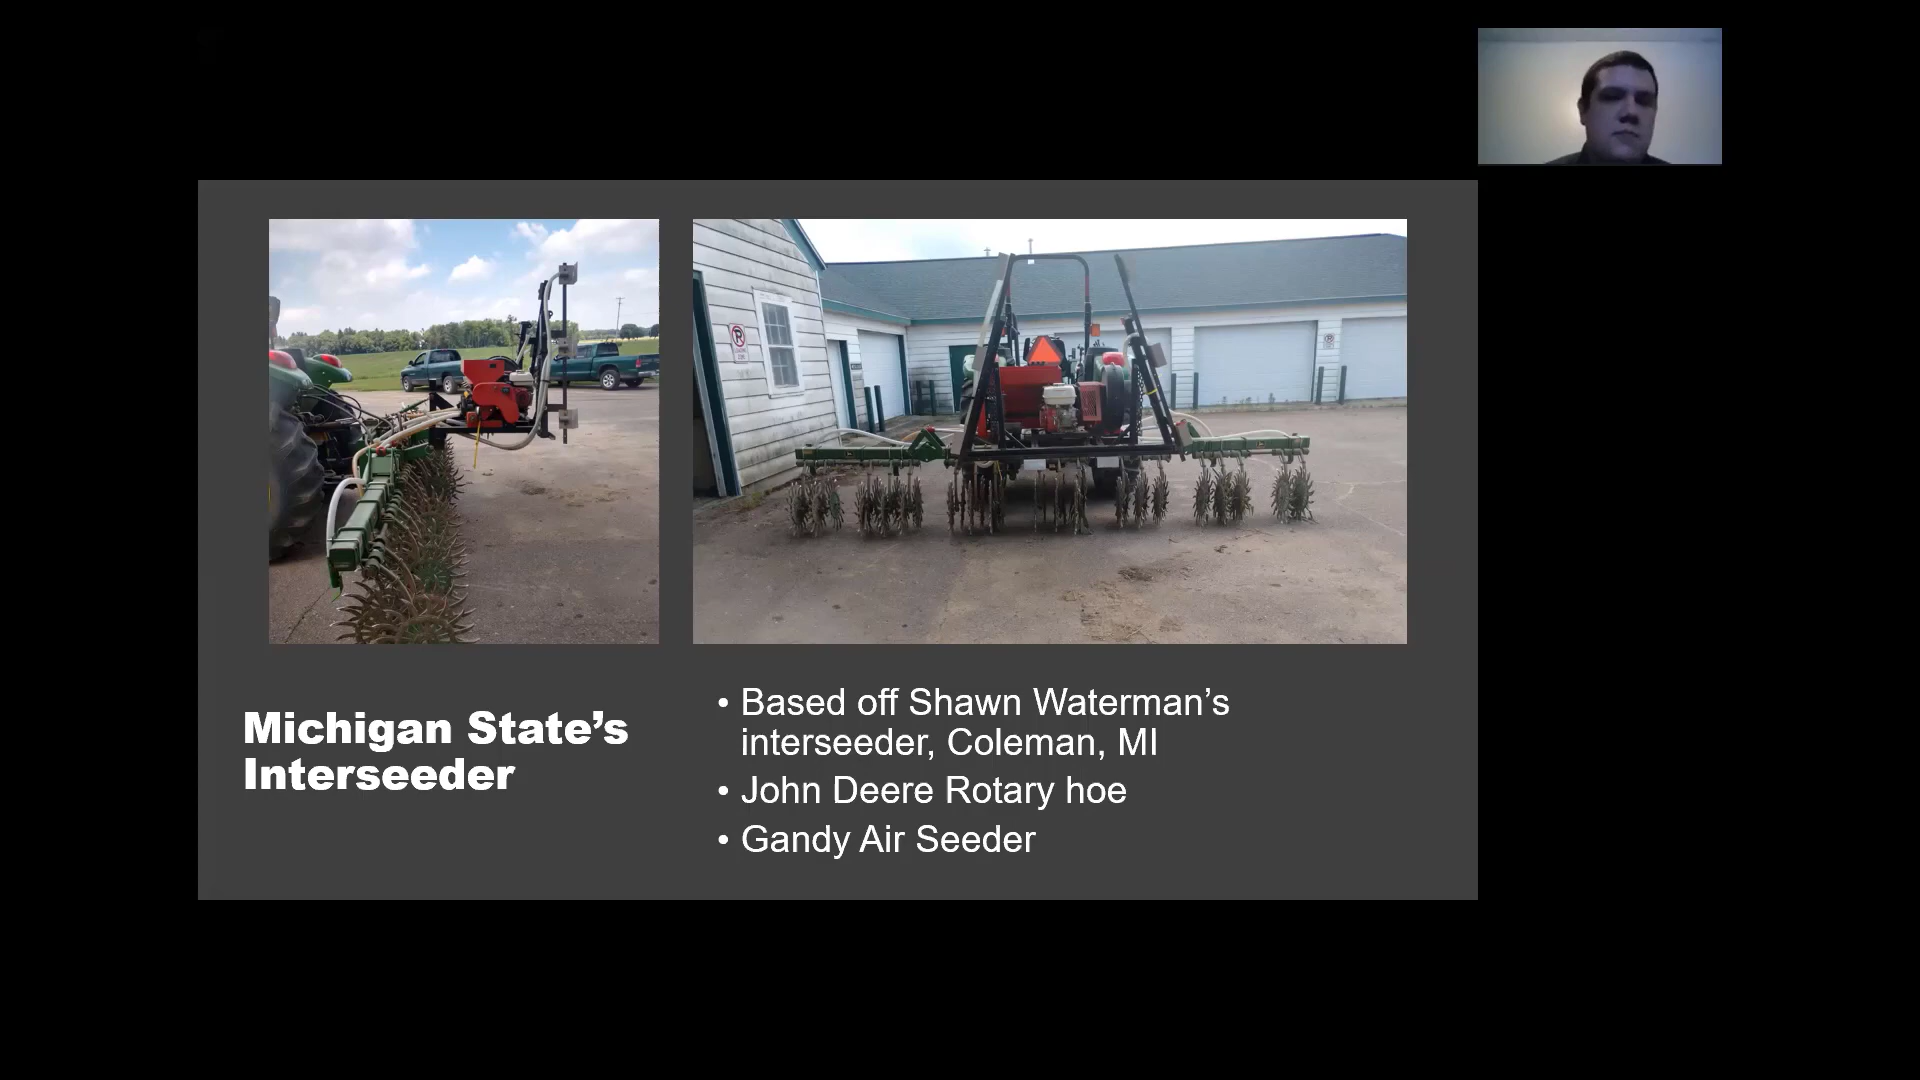 Michigan State’s
Interseeder
• Based off Shawn Waterman’s
interseeder, Coleman, MI
• John Deere Rotary hoe
• Gandy Air Seeder